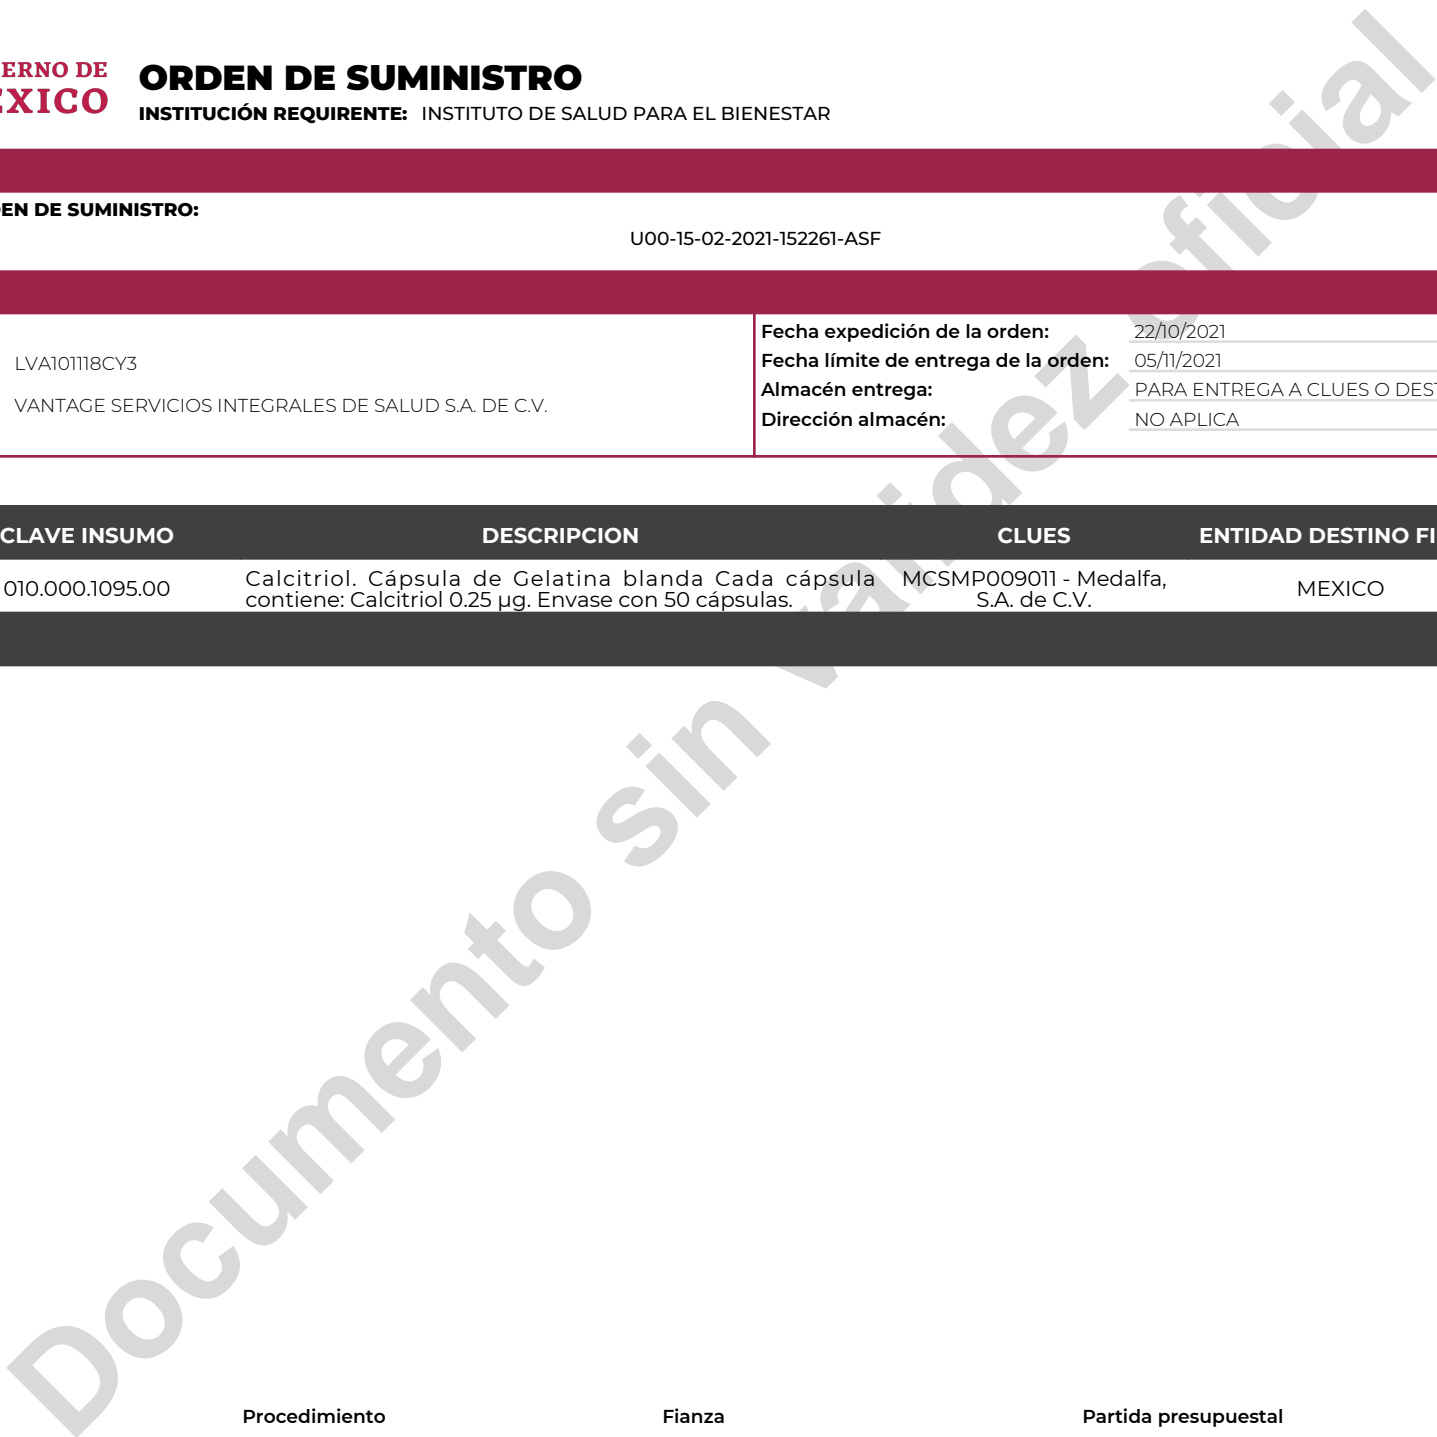 ERNO DE
ÉXICO
ORDEN DE SUMINISTRO
INSTITUCIÓN REQUIRENTE: INSTITUTO DE SALUD PARA EL BIENESTAR
EN DE SUMINISTRO:
U00-15-02-2021-152261-ASF
LVA101118CY3
VANTAGE SERVICIOS INTEGRALES DE SALUD S.A. DE C.V.
Fecha expedición de la orden: 22/10/2021
Fecha límite de entrega de la orden: 05/11/2021
Almacén entrega: PARA ENTREGA A CLUES O DEST
Dirección almacén: NO APLICA
CLAVE INSUMO DESCRIPCION CLUES ENTIDAD DESTINO FI
010.000.1095.00
Calcitriol. Cápsula de Gelatina blanda Cada cápsula
contiene: Calcitriol 0.25 µg. Envase con 50 cápsulas.
MCSMP009011 - Medalfa,
S.A. de C.V.
MEXICO
Documento sin validez oficial
Procedimiento Fianza Partida presupuestal